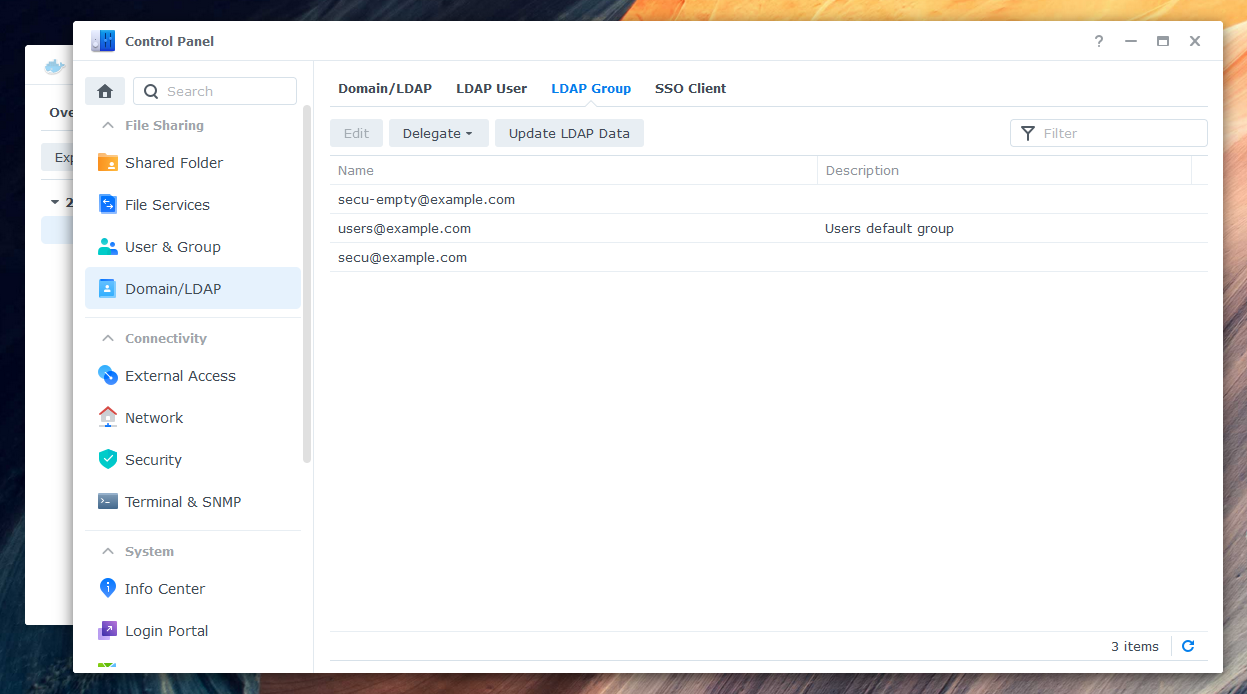 Control Panel
?
Ove
Exp
2
Search
File Sharing
Shared Folder
File Services
User & Group
Domain/LDAP
Connectivity
External Access
Network
Security
Terminal & SNMP
System
Info Center
Login Portal
Domain/LDAP LDAP User LDAP Group SSO Client
Edit Delegate Update LDAP Data Filter
Name Description
secu-empty@example.com
users@example.com Users default group
secu@example.com
3 items